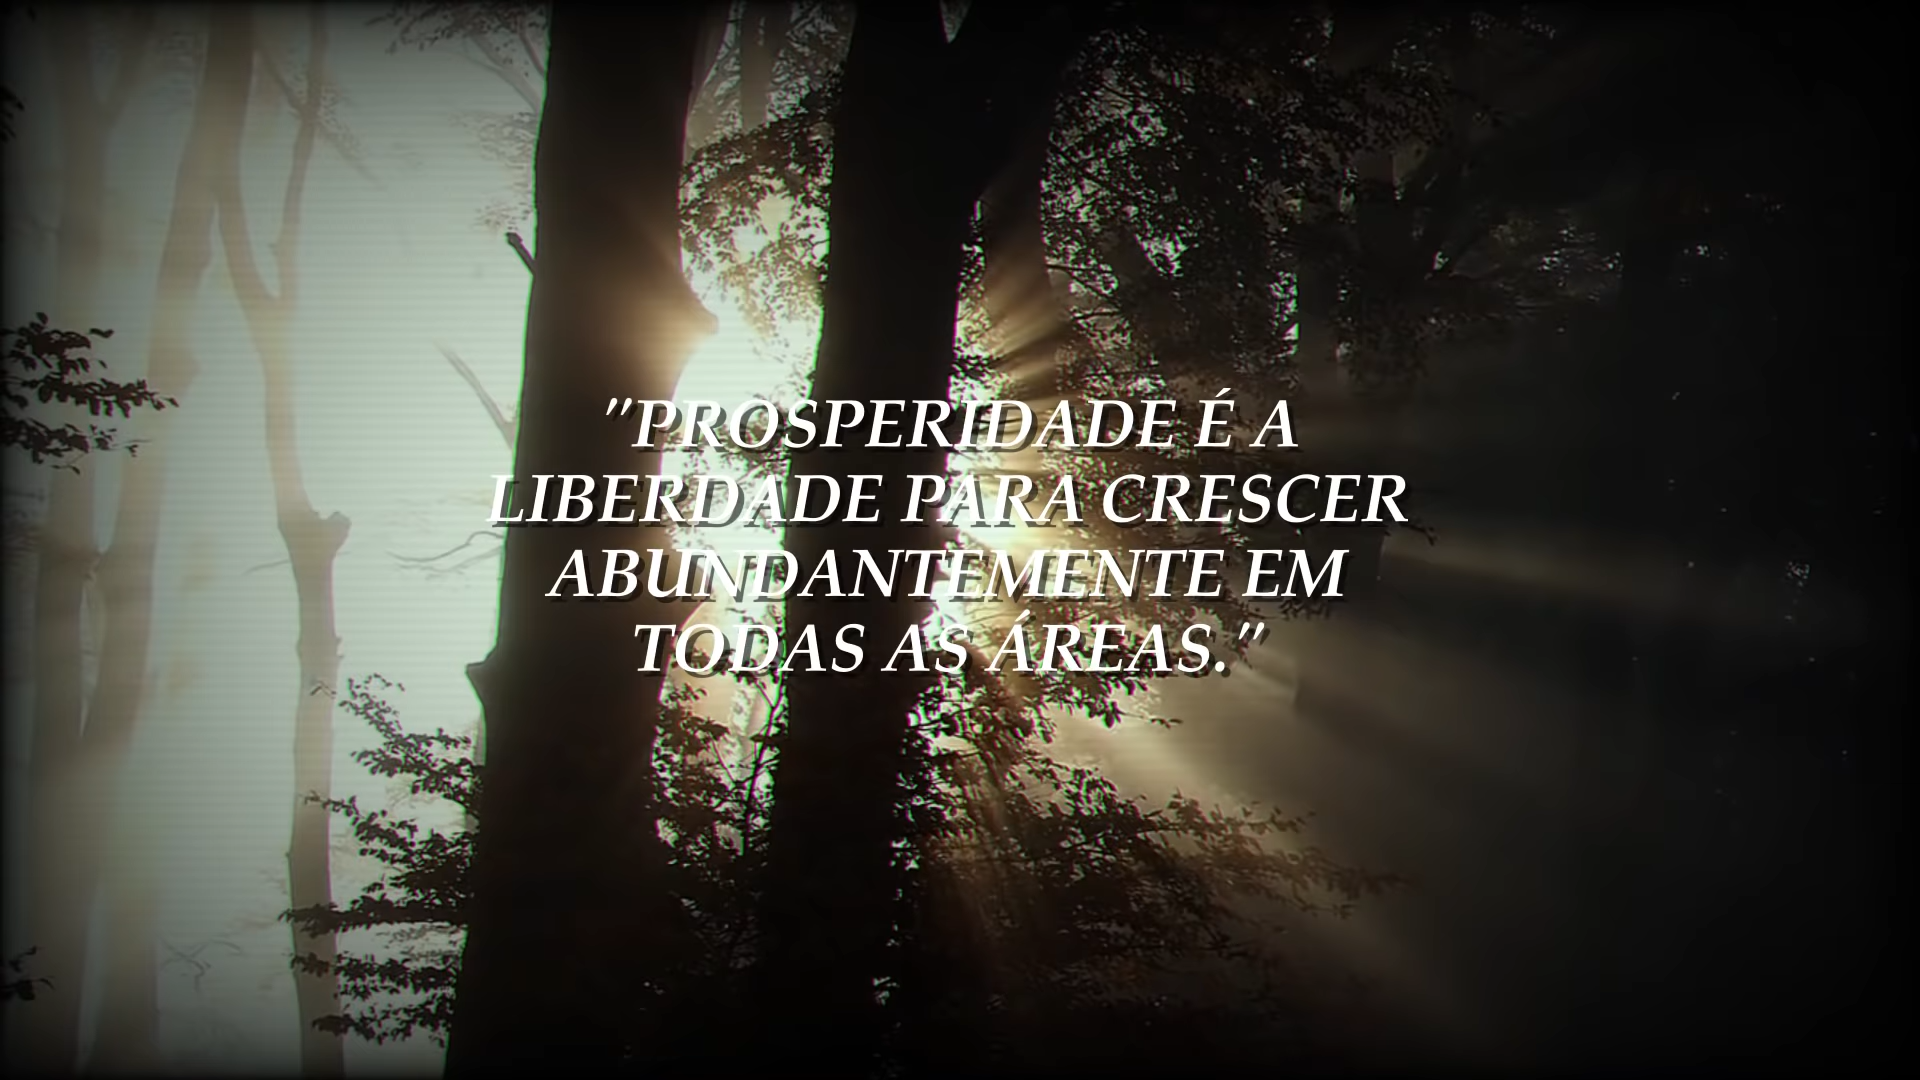 "PROSPERIDADE É A
LIBERDADE PARA CRESCER
ABUNDANTEMENTE EM
TODAS AS ÁREAS."